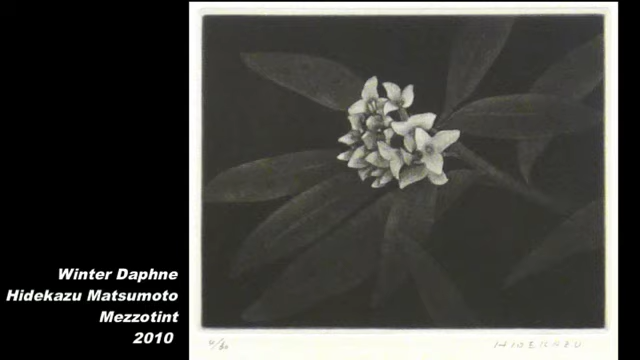 Winter Daphne
Hidekazu Matsumoto
Mezzotint
2010
HIDEKAZU